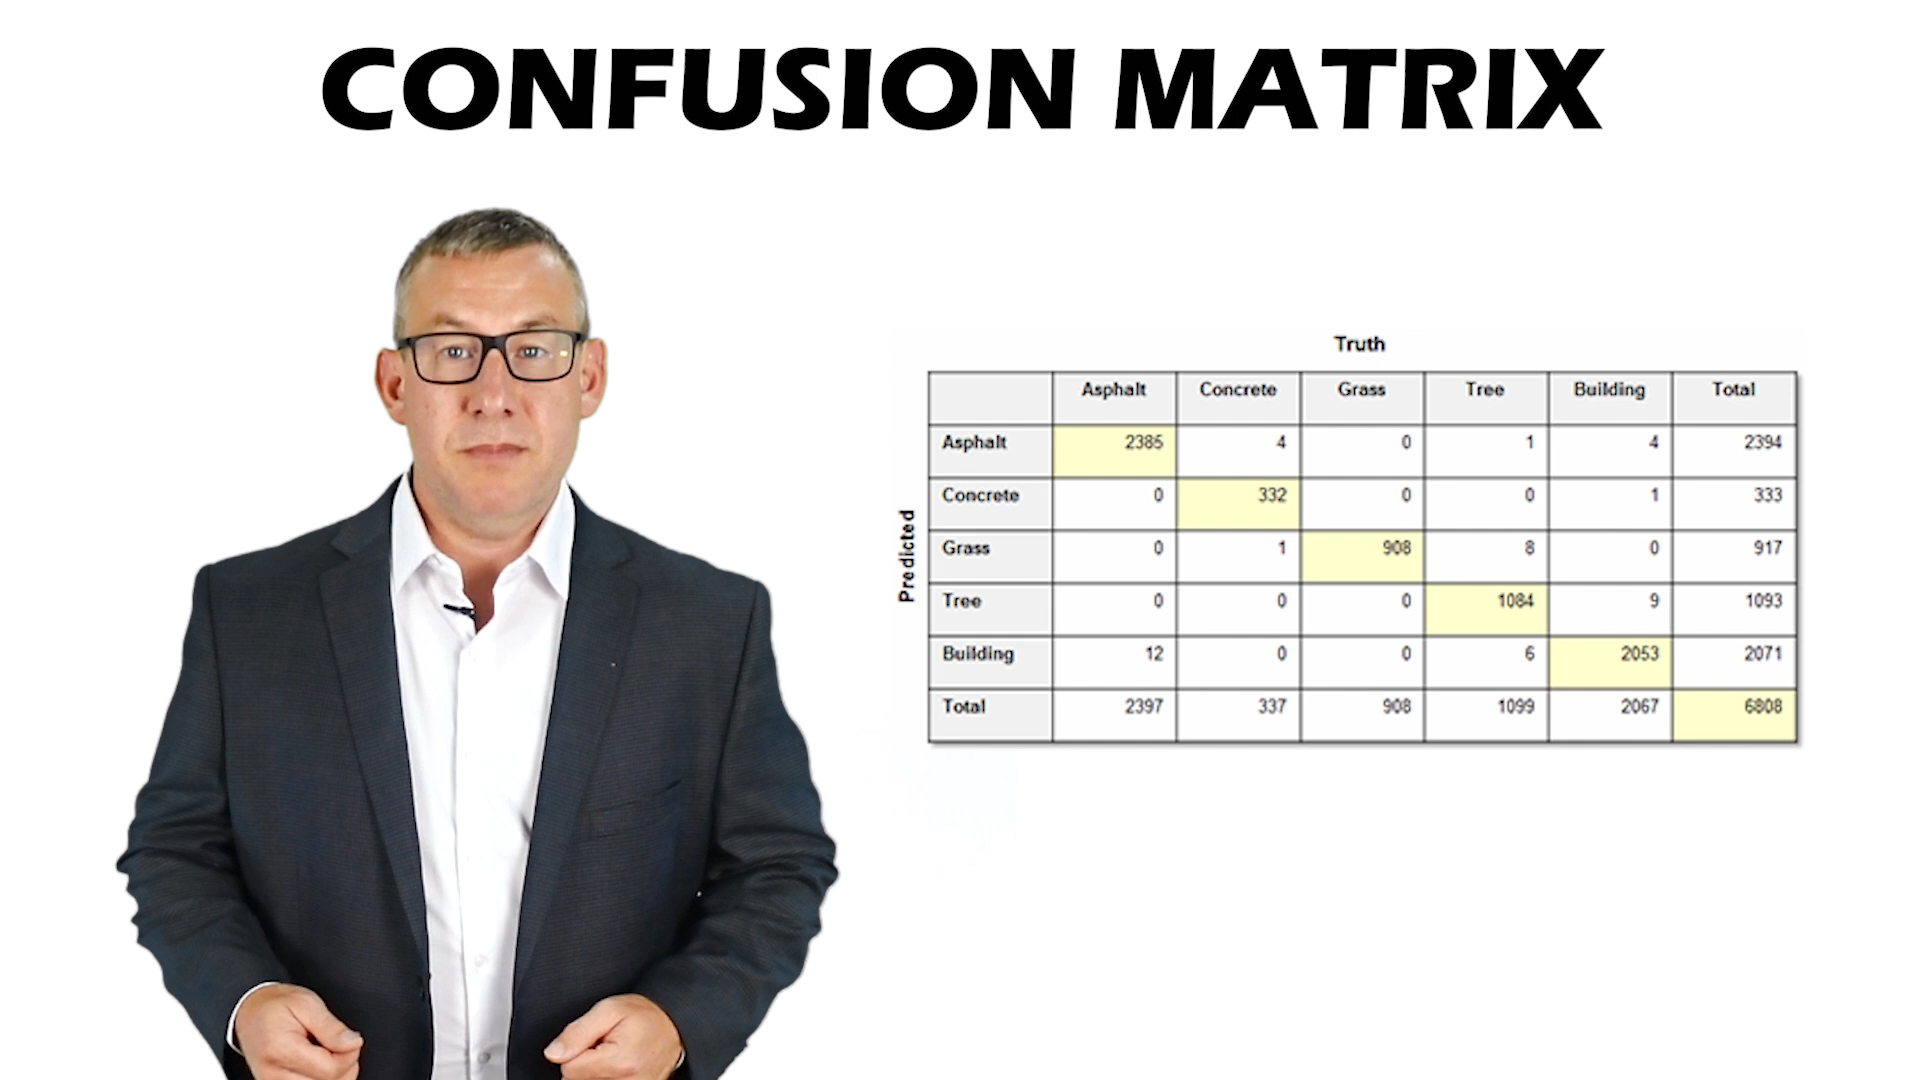 CONFUSION MATRIX
Truth
Asphalt Concrete Grass Tree Building Total
Predicted
Asphalt 2385 4 0 1 4 2394
Concrete 0 332 0 0 1 333
Grass 0 1 908 8 0 917
Tree 0 0 0 1084 9 1093
Building 12 0 0 6 2053 2071
Total 2397 337 908 1099 2067 6808